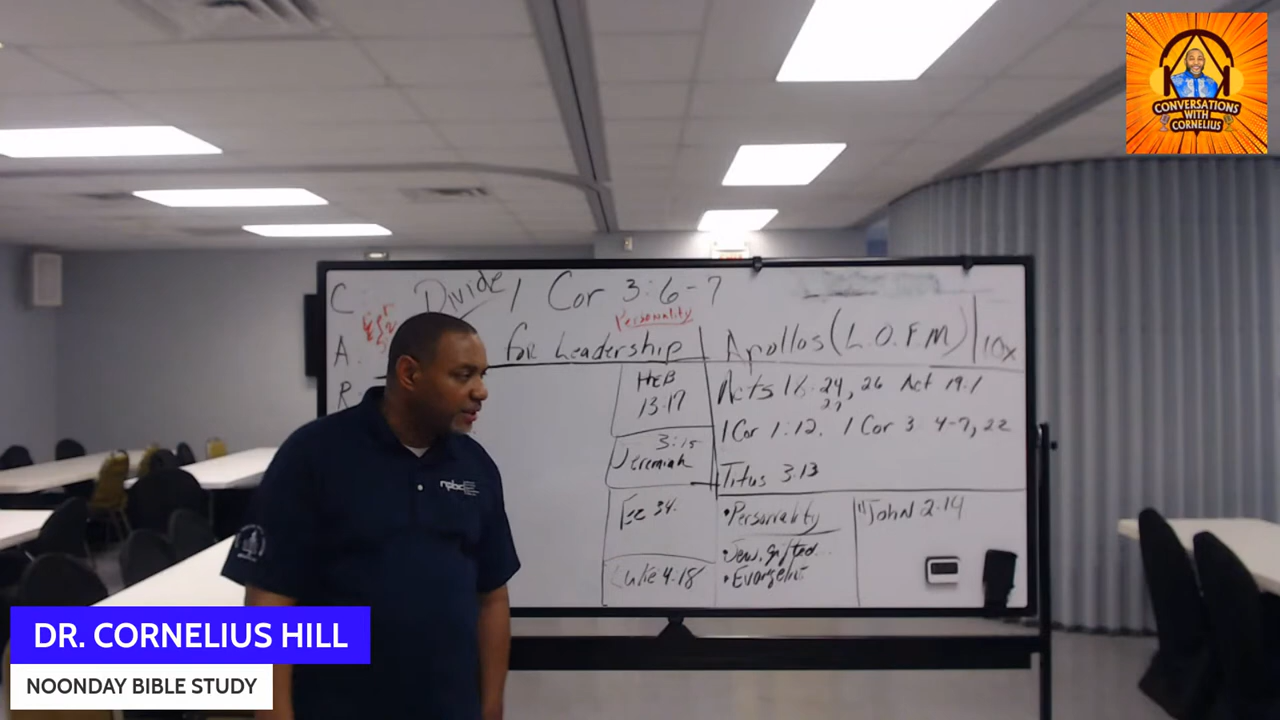 CONVERSATIONS
WITH
CORNELIUS
C. Divide 1 Cor 3:6-7
Personality
A. for Leadership Apollos (L.O.F.M) 10x
R.
HEB
13:17
3:15
Jeremiah
Eze 34.
Luke 4.18
Acts 18:24, 26 Act 19:1
27
1 Cor 1:12. 1 Cor 3 4-7, 22
Titus 3.13
•Personality
•Jew, gifted
•Evangelist
John 2.14
npbc
DR. CORNELIUS HILL
NOONDAY BIBLE STUDY